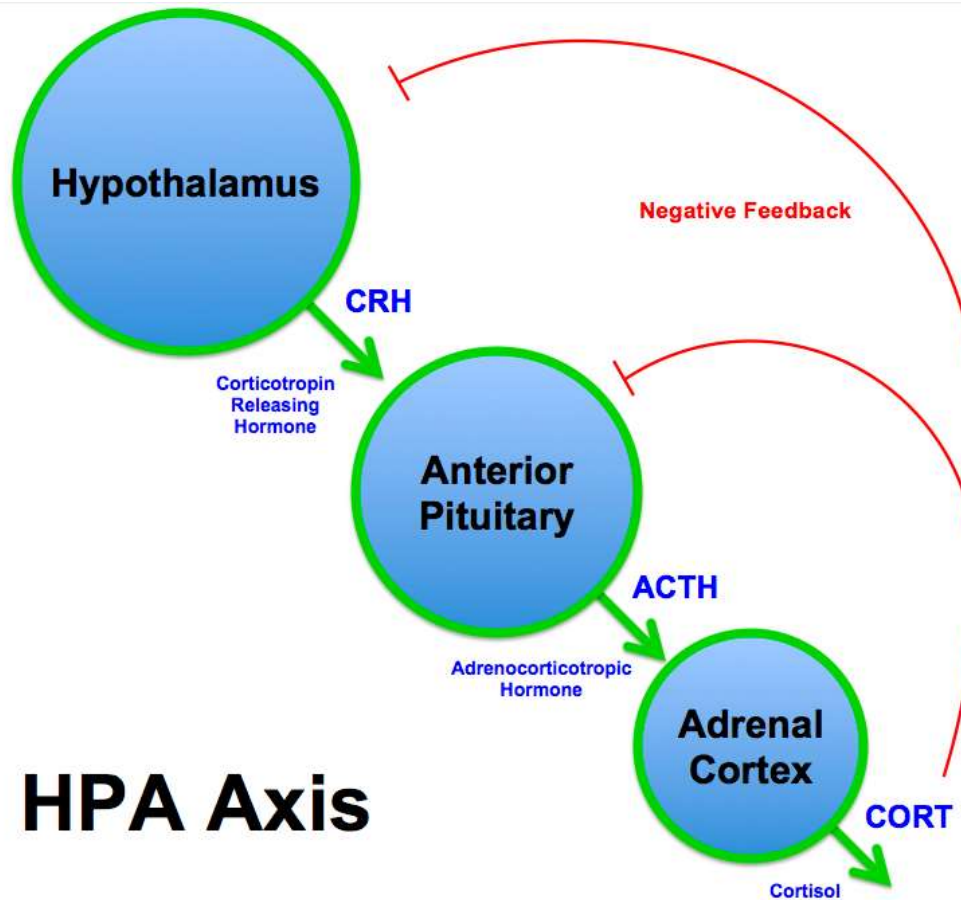 Hypothalamus
Negative Feedback
CRH
Corticotropin
Releasing
Hormone
Anterior
Pituitary
ACTH
Adrenocorticotropic
Hormone
Adrenal
Cortex
HPA Axis
CORT
Cortisol